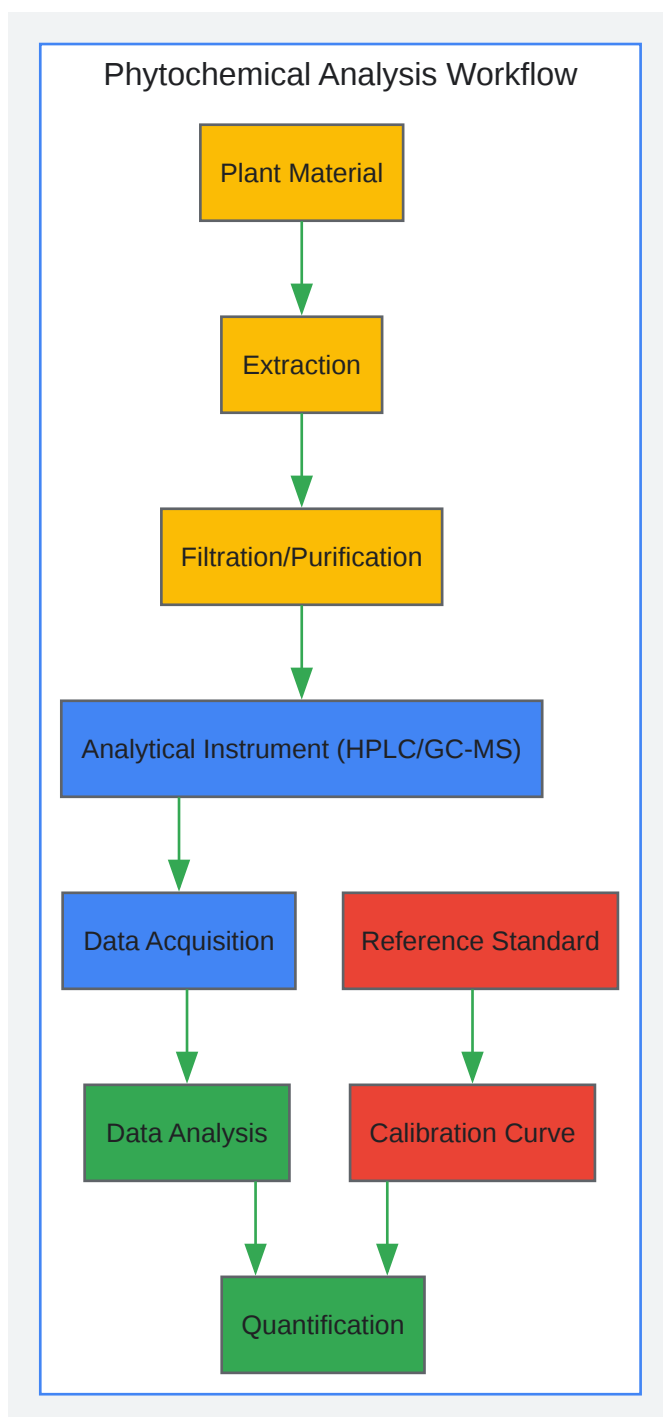 Phytochemical Analysis Workflow
Plant Material
Extraction
Filtration/Purification
Analytical Instrument (HPLC/GC-MS)
Data Acquisition
Reference Standard
Data Analysis
Calibration Curve
Quantification